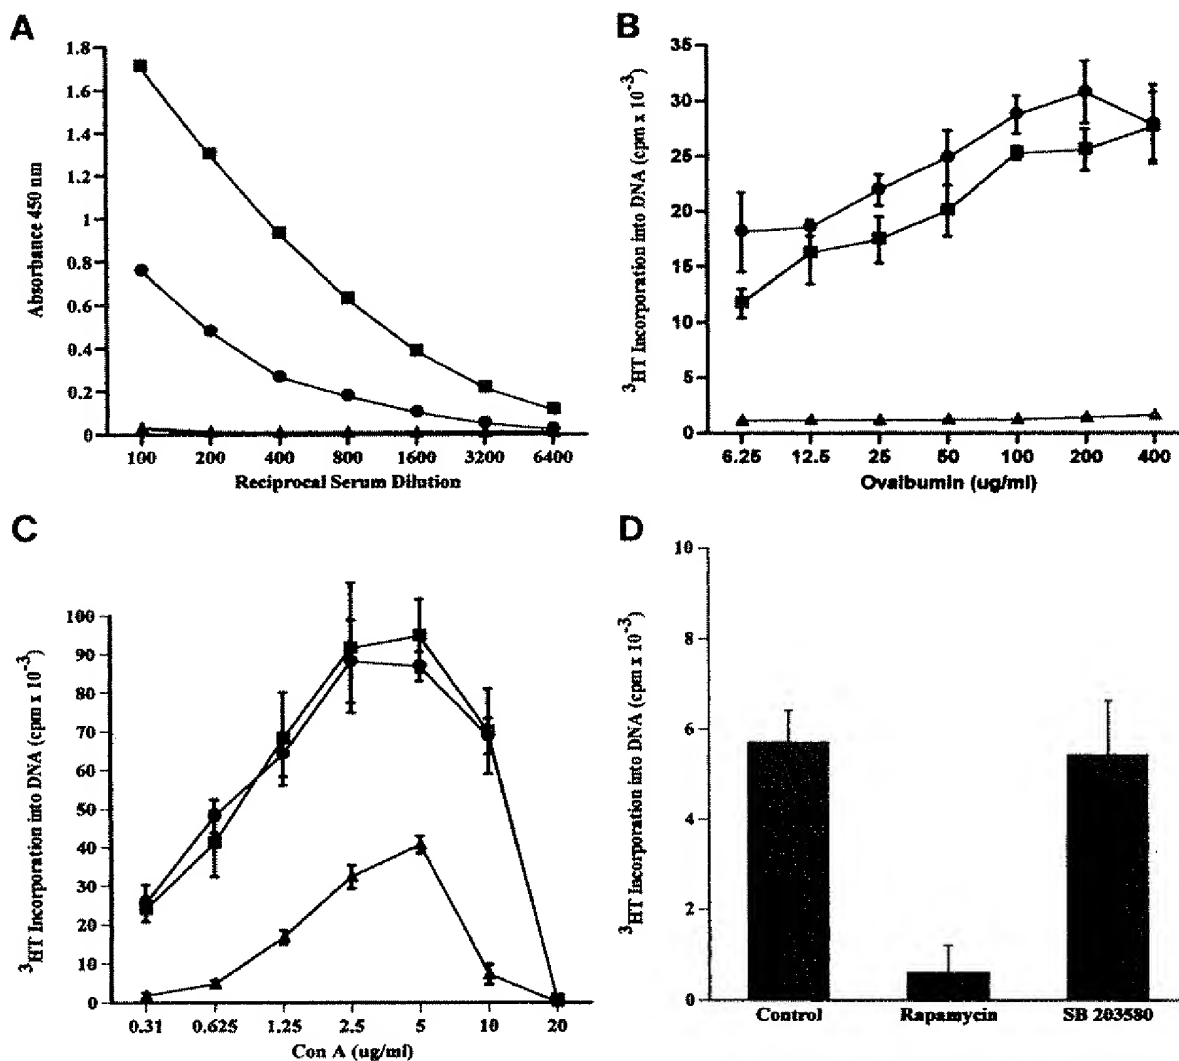 A
1.8
1.6
1.4
1.2
1
0.8
0.6
0.4
0.2
0
Absorbance 450 nm
100 200 400 800 1600 3200 6400
Reciprocal Serum Dilution
B
35
30
25
20
15
10
5
0
³HT Incorporation into DNA (cpm x 10⁻³)
6.25 12.5 25 50 100 200 400
Ovalbumin (ug/ml)
C
100
90
80
70
60
50
40
30
20
10
0
³HT Incorporation into DNA (cpm x 10⁻³)
0.31 0.625 1.25 2.5 5 10 20
Con A (ug/ml)
D
10
8
6
4
2
0
³HT Incorporation into DNA (cpm x 10⁻³)
Control Rapamycin SB 203580